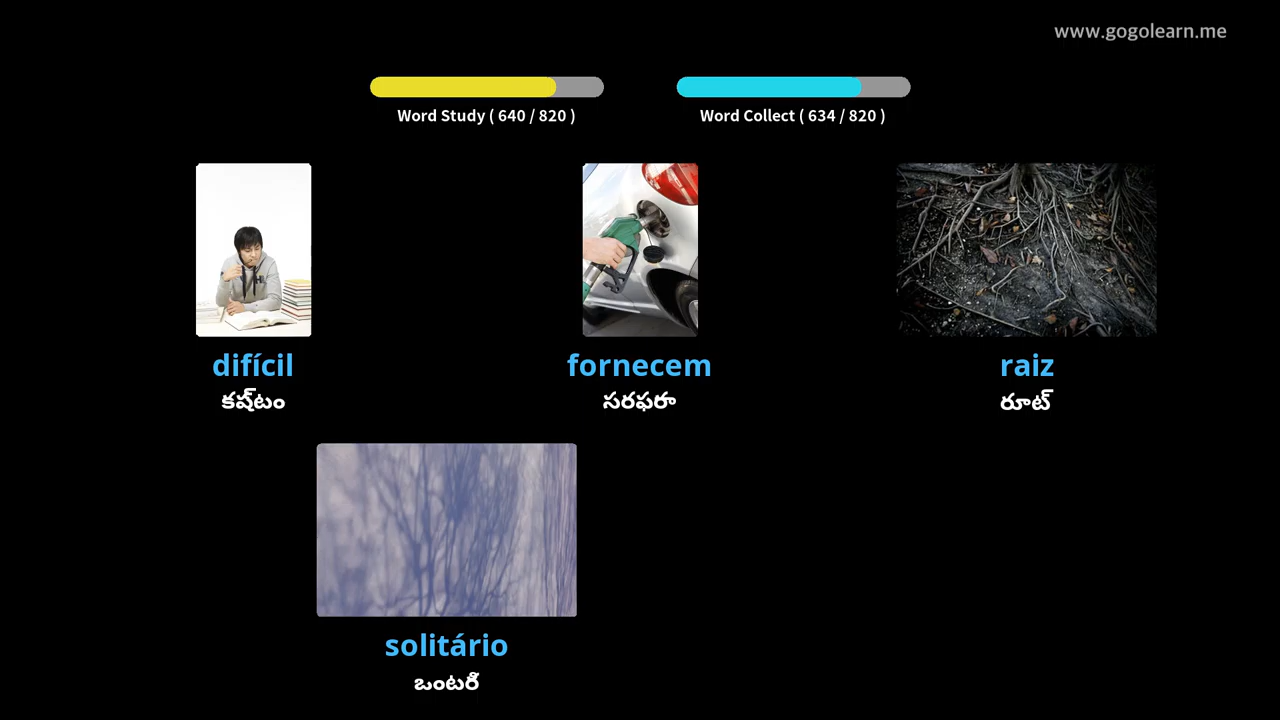 www.gogolearn.me
Word Study ( 640 / 820 )
Word Collect ( 634 / 820 )
difícil
కష్టం
fornecem
సరఫరా
raiz
రూట్
solitário
ఒంటరి